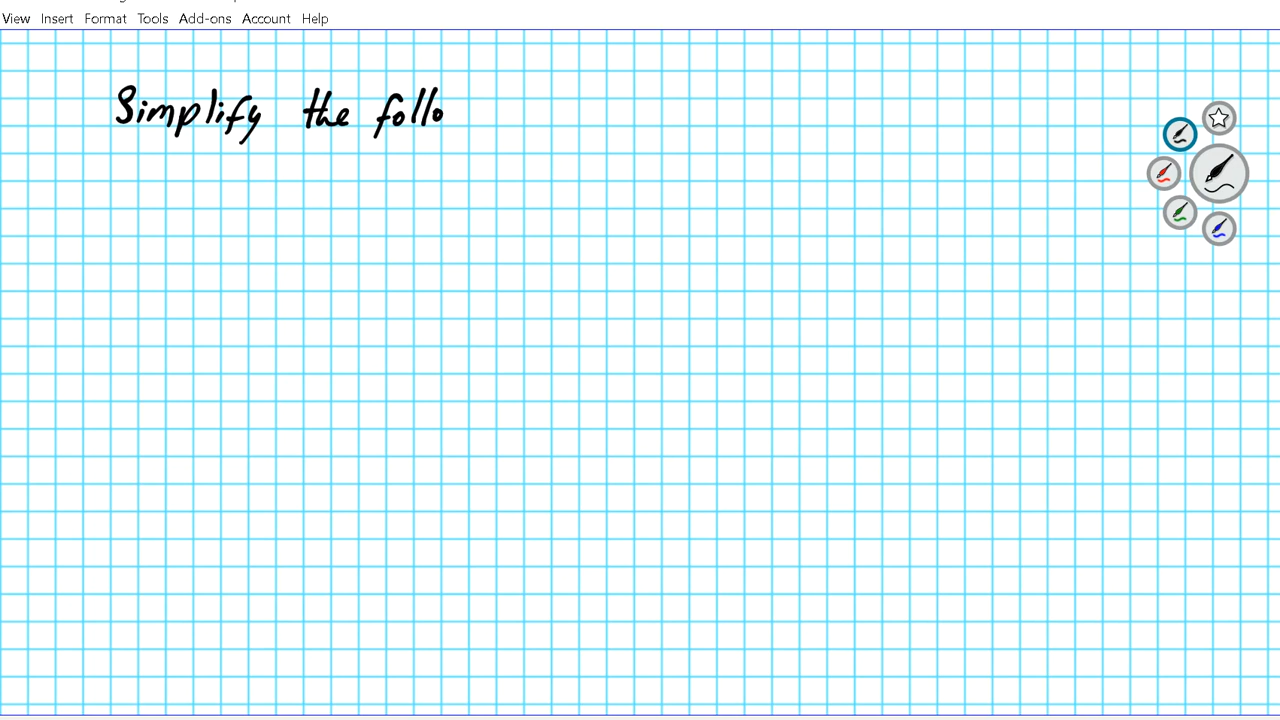 View Insert Format Tools Add-ons Account Help
Simplify the follo